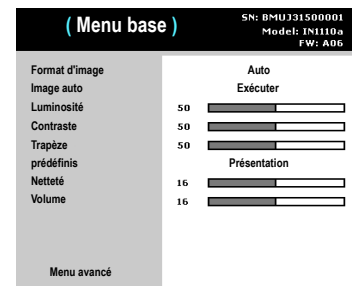 ( Menu base )
SN: BMUJ31500001
Model: IN1110a
FW: A06
Format d'image Auto
Image auto Exécuter
Luminosité 50
Contraste 50
Trapèze 50
prédéfinis Présentation
Netteté 16
Volume 16
Menu avancé